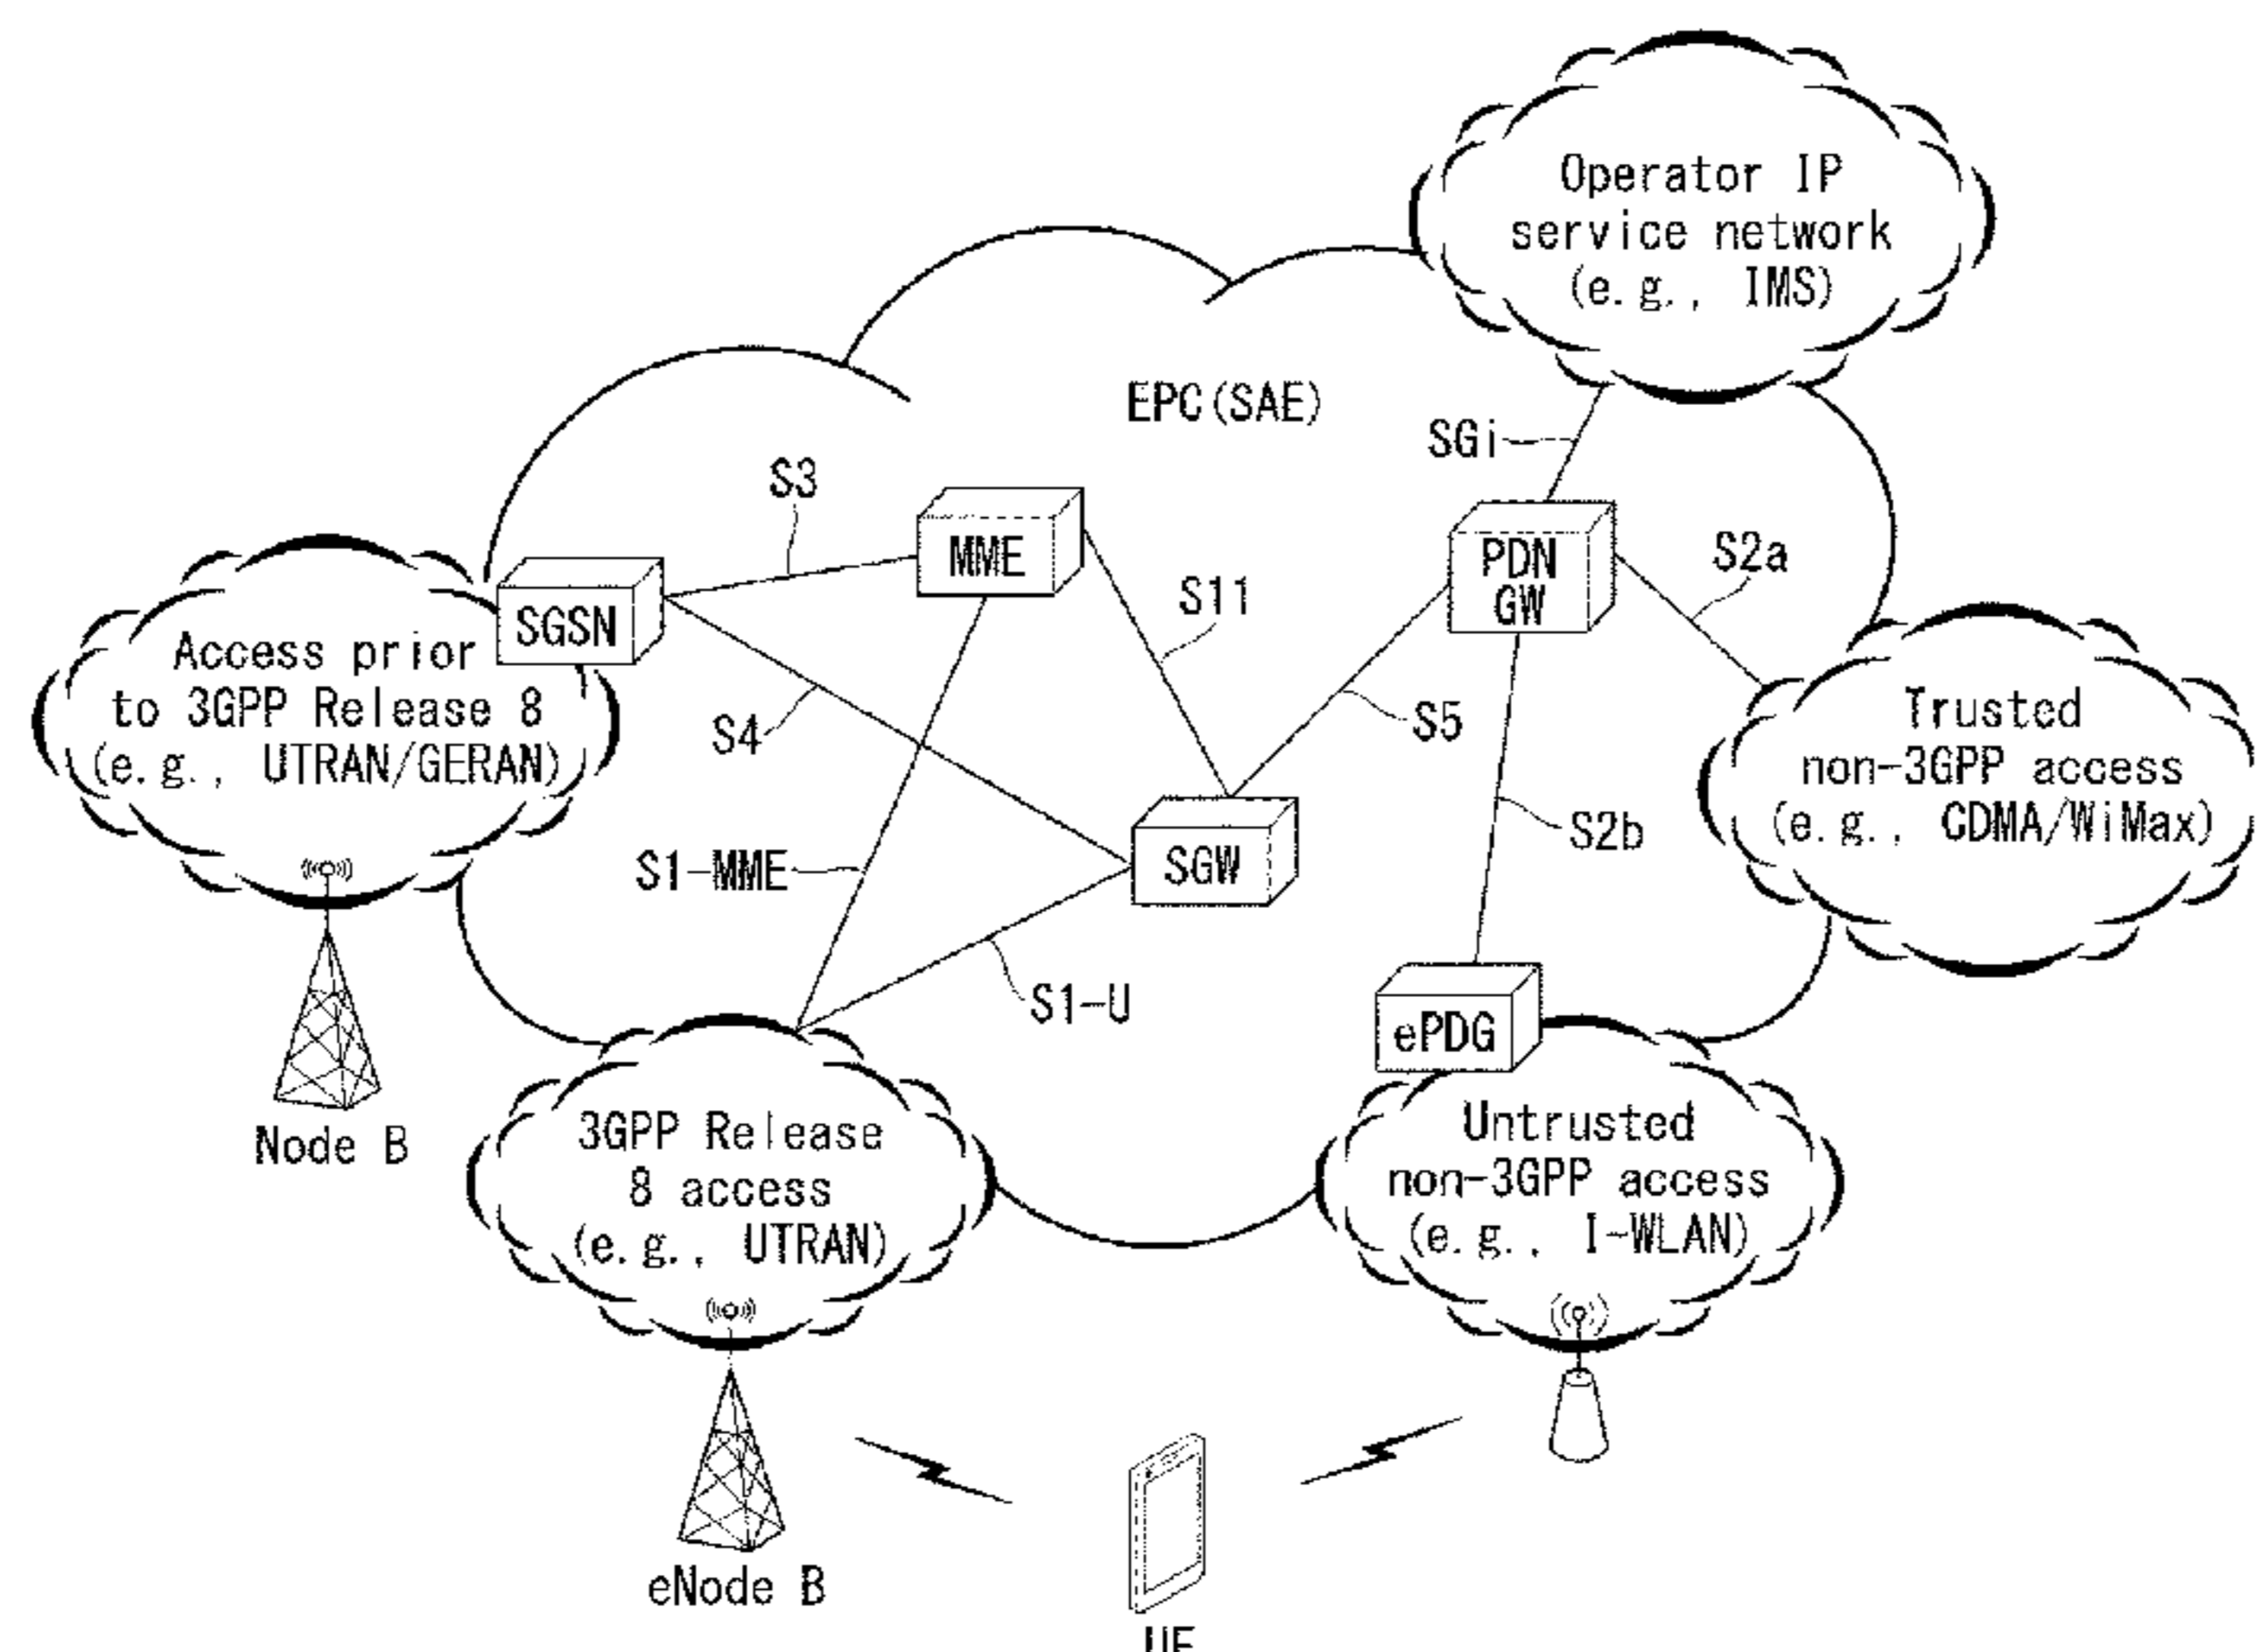 Operator IP
service network
(e.g., IMS)
EPC(SAE)
SGi
S3
MME
PDN
GW
S2a
S11
SGSN
Access prior
to 3GPP Release 8
(e.g., UTRAN/GERAN)
S4
S5
Trusted
non-3GPP access
(e.g., CDMA/WiMax)
S2b
S1-MME
SGW
S1-U
ePDG
Node B
3GPP Release
8 access
(e.g., UTRAN)
Untrusted
non-3GPP access
(e.g., I-WLAN)
eNode B
UE